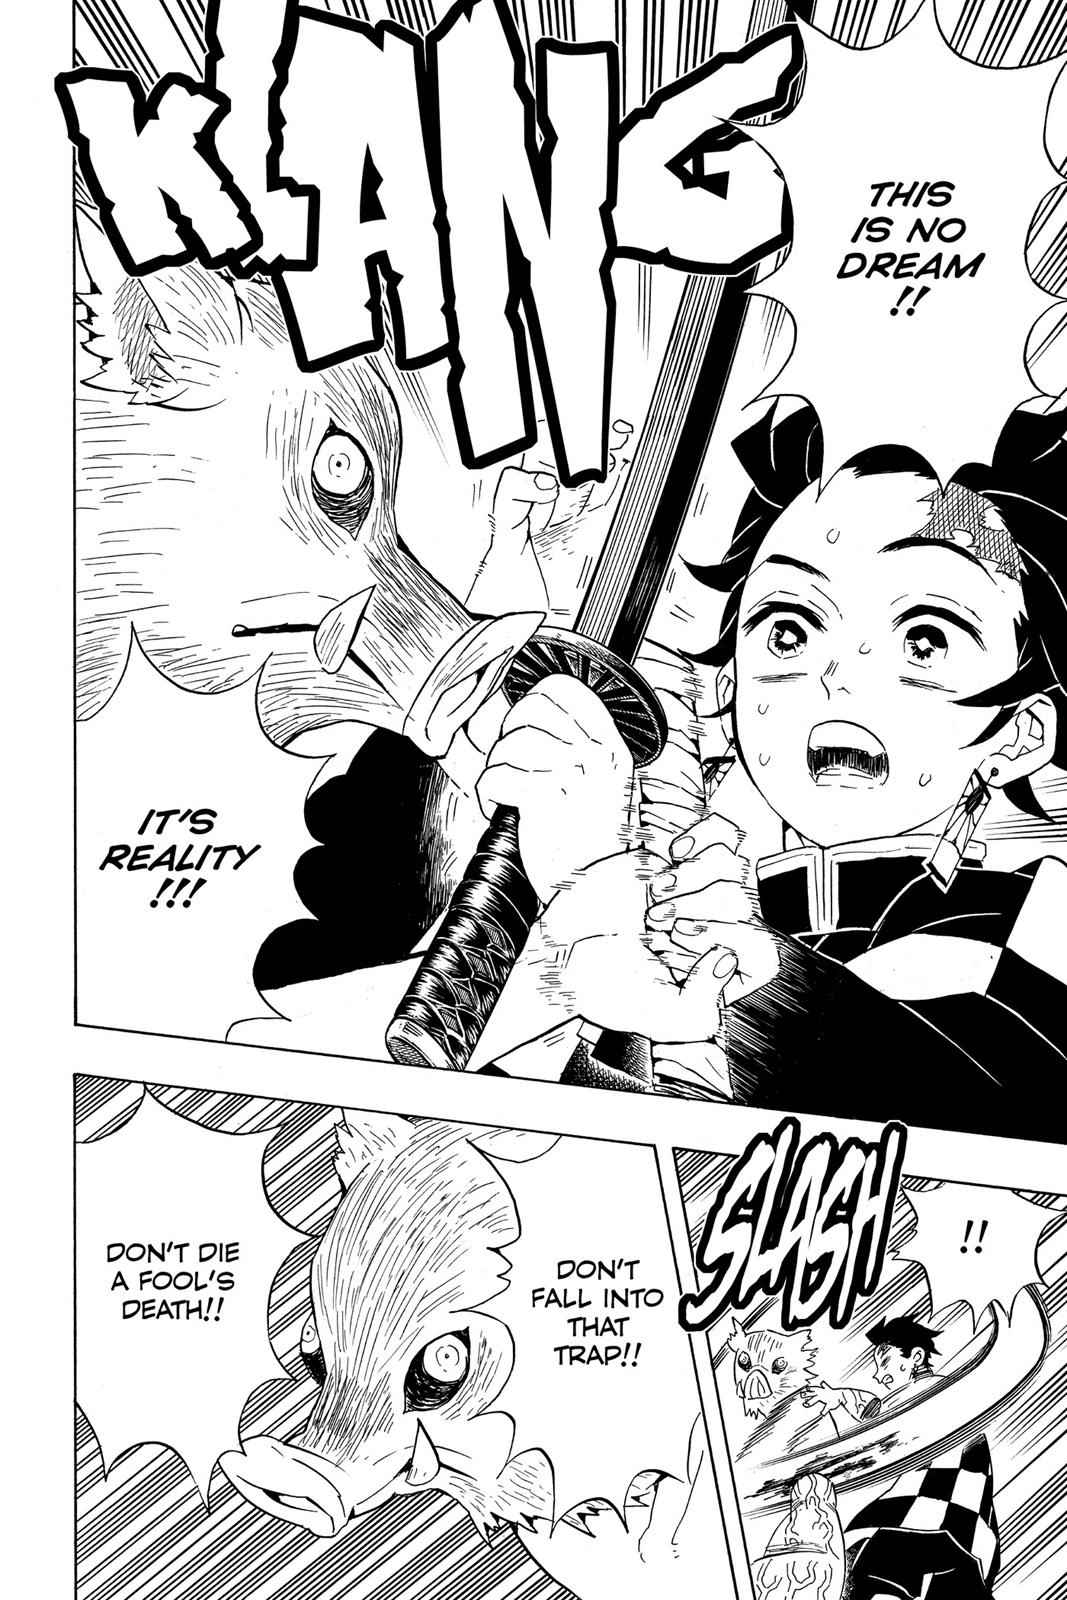 KLANG
THIS
IS NO
DREAM
!!
IT'S
REALITY
!!!
SLASH
!!
DON'T
FALL INTO
THAT
TRAP!!
DON'T DIE
A FOOL'S
DEATH!!